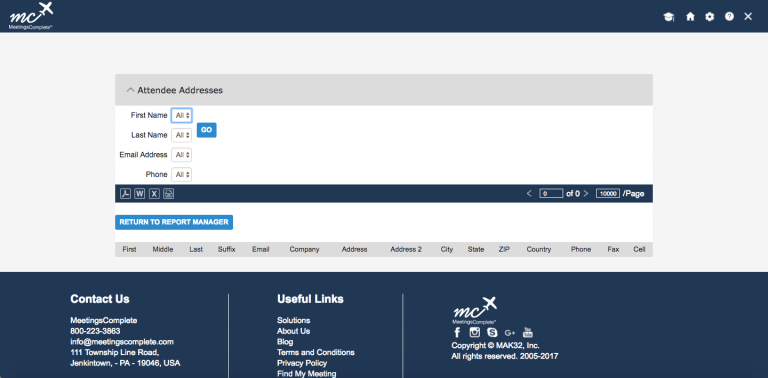 mc
MeetingsComplete
Attendee Addresses
First Name All
GO
Last Name All
Email Address All
Phone All
W X
< 0 of 0 > 10000 /Page
RETURN TO REPORT MANAGER
First Middle Last Suffix Email Company Address Address 2 City State ZIP Country Phone Fax Cell
Contact Us
MeetingsComplete
800-223-3863
info@meetingscomplete.com
111 Township Line Road,
Jenkintown, - PA - 19046, USA
Useful Links
Solutions
About Us
Blog
Terms and Conditions
Privacy Policy
Find My Meeting
mc
MeetingsComplete
f S G+ You Tube
Copyright © MAK32, Inc.
All rights reserved. 2005-2017